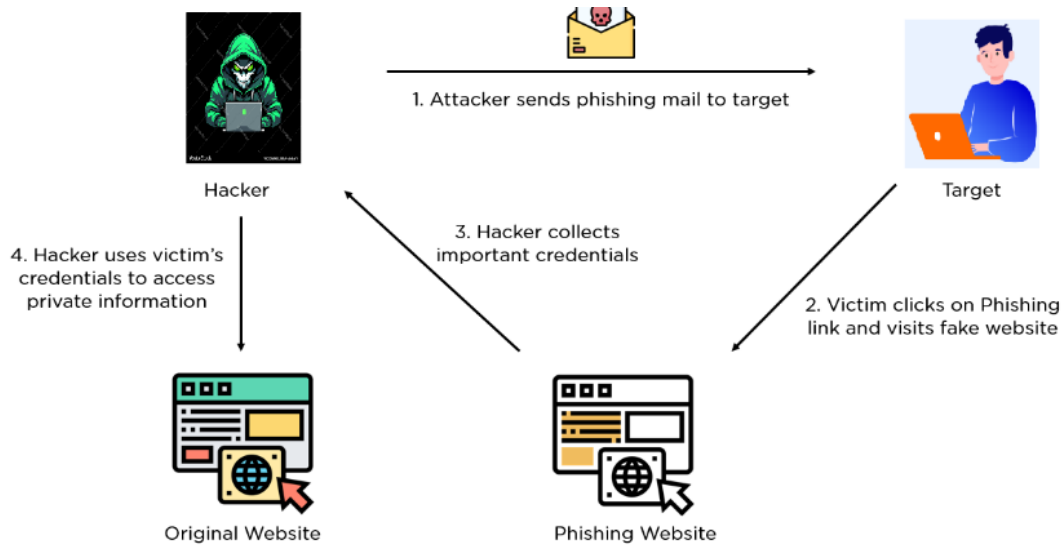 1. Attacker sends phishing mail to target
Hacker
Target
3. Hacker collects
important credentials
4. Hacker uses victim's
credentials to access
private information
2. Victim clicks on Phishing
link and visits fake website
Original Website
Phishing Website